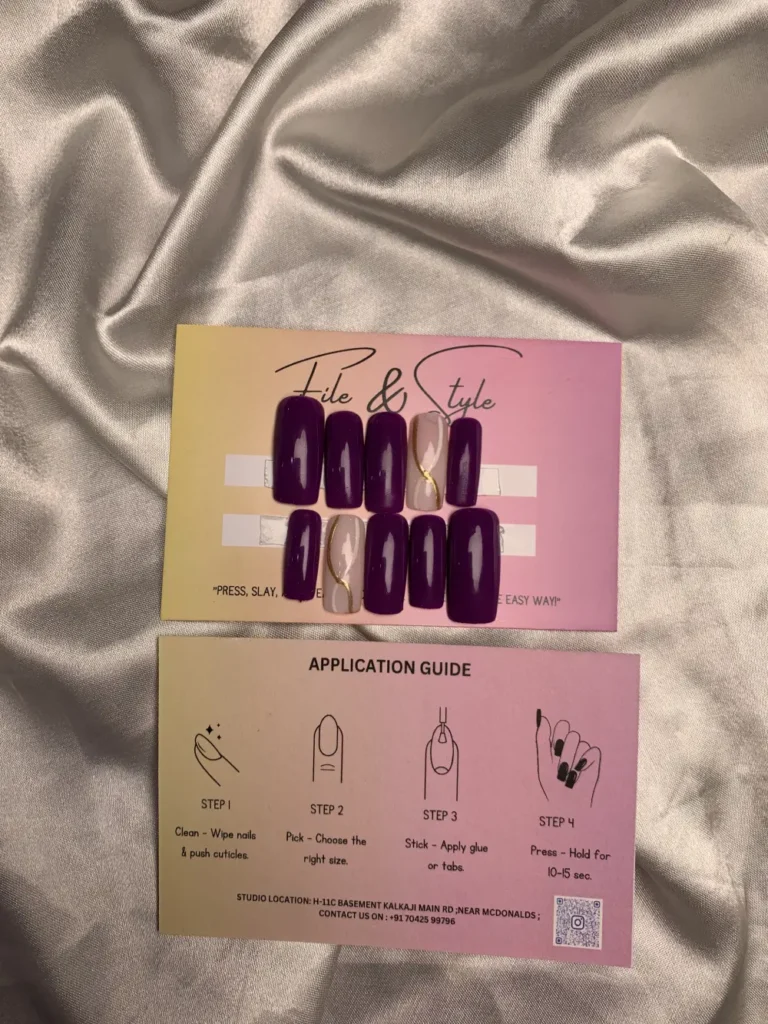 File & Style
"PRESS, SLAY,
EASY WAY!"
APPLICATION GUIDE
STEP 1
Clean - Wipe nails
& push cuticles.
STEP 2
Pick - Choose the
right size.
STEP 3
Stick - Apply glue
or tabs.
STEP 4
Press - Hold for
10-15 sec.
STUDIO LOCATION: H-11C BASEMENT KALKAJI MAIN RD ;NEAR MCDONALDS ;
CONTACT US ON : +91 70425 99796